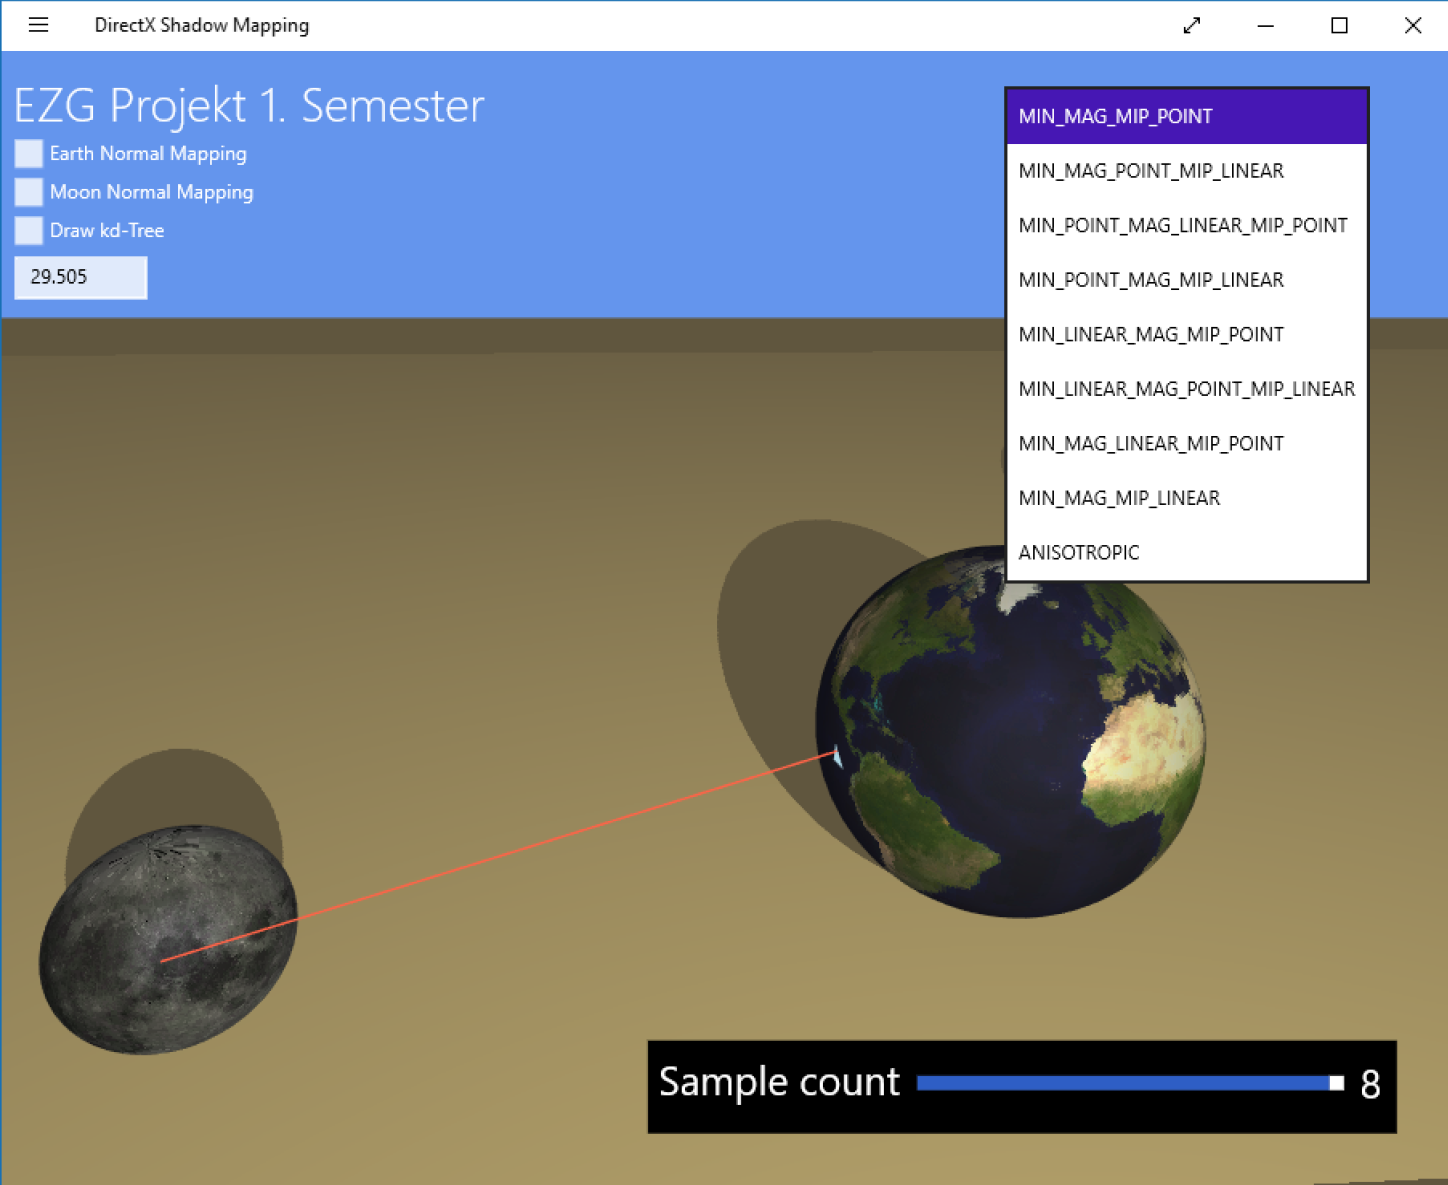 DirectX Shadow Mapping
EZG Projekt 1. Semester
Earth Normal Mapping
Moon Normal Mapping
Draw kd-Tree
29.505
MIN_MAG_MIP_POINT
MIN_MAG_POINT_MIP_LINEAR
MIN_POINT_MAG_LINEAR_MIP_POINT
MIN_POINT_MAG_MIP_LINEAR
MIN_LINEAR_MAG_MIP_POINT
MIN_LINEAR_MAG_POINT_MIP_LINEAR
MIN_MAG_LINEAR_MIP_POINT
MIN_MAG_MIP_LINEAR
ANISOTROPIC
Sample count 8